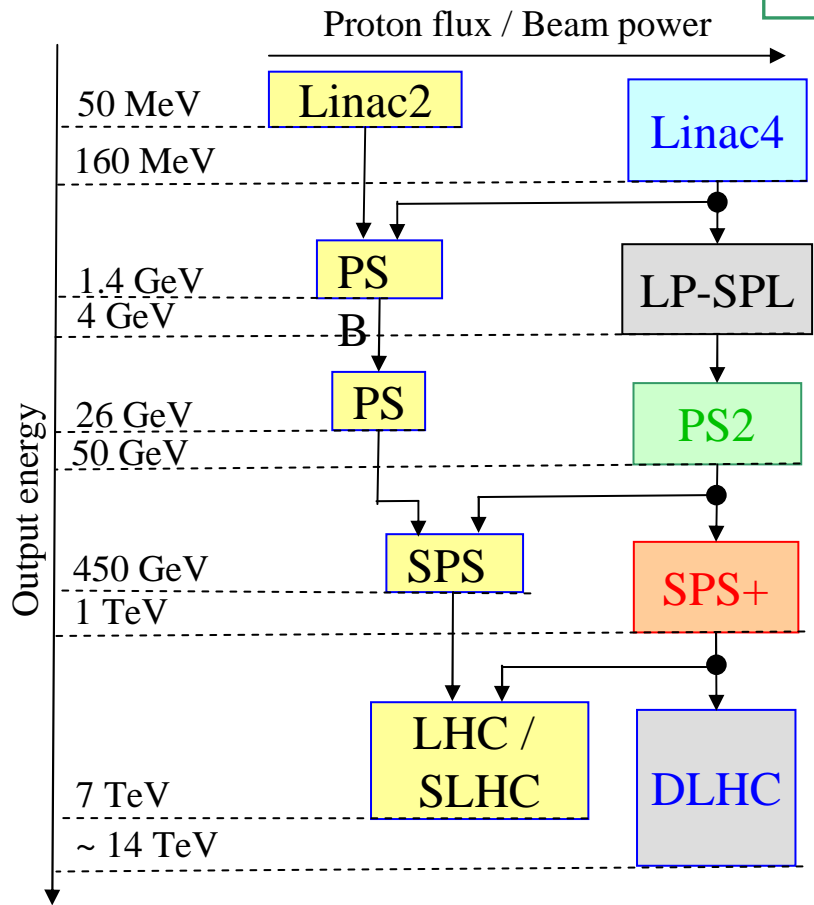 Proton flux / Beam power
50 MeV
Linac2
Linac4
160 MeV
PS
1.4 GeV
LP-SPL
4 GeV
B
PS
26 GeV
PS2
50 GeV
Output energy
SPS
450 GeV
SPS+
1 TeV
LHC /
SLHC
DLHC
7 TeV
~ 14 TeV